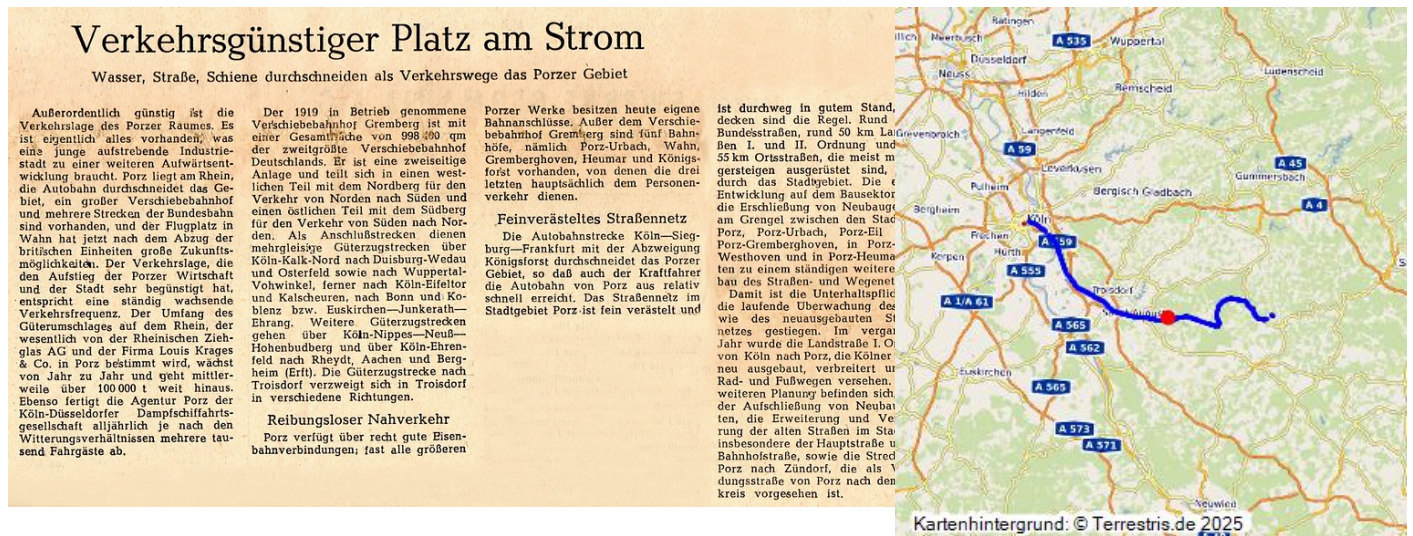 Verkehrsgünstiger Platz am Strom
Wasser, Straße, Schiene durchschneiden als Verkehrswege das Porzer Gebiet
Außerordentlich günstig ist die
Verkehrslage des Porzer Raumes. Es
ist eigentlich alles vorhanden, was
eine junge aufstrebende Industrie-
stadt zu einer weiteren Aufwärtsent-
wicklung braucht. Porz liegt am Rhein,
die Autobahn durchschneidet das Ge-
biet, ein großer Verschiebebahnhof
und mehrere Strecken der Bundesbahn
sind vorhanden, und der Flugplatz in
Wahn hat jetzt nach dem Abzug der
britischen Einheiten große Zukunfts-
möglichkeiten. Der Verkehrslage, die
den Aufstieg der Porzer Wirtschaft
und der Stadt sehr begünstigt hat,
entspricht eine ständig wachsende
Verkehrsfrequenz. Der Umfang des
Güterumschlages auf dem Rhein, der
wesentlich von der Rheinischen Zieh-
glas AG und der Firma Louis Krages
& Co. in Porz bestimmt wird, wächst
von Jahr zu Jahr und geht mittler-
weile über 100 000 t weit hinaus.
Ebenso fertigt die Agentur Porz der
Köln-Düsseldorfer Dampfschiffahrts-
gesellschaft alljährlich je nach den
Witterungsverhältnissen mehrere tau-
send Fahrgäste ab.
Der 1919 in Betrieb genommene
Verschiebebahnhof Gremberg ist mit
einer Gesamtfläche von qm
der zweitgrößte Verschiebebahnhof
Deutschlands. Er ist eine zweiseitige
Anlage und teilt sich in einen west-
lichen Teil mit dem Nordberg für den
Verkehr von Norden nach Süden und
einen östlichen Teil mit dem Südberg
für den Verkehr von Süden nach Nor-
den. Als Anschlußstrecken dienen
mehrgleisige Güterzugstrecken über
Köln-Kalk-Nord nach Duisburg-Wedau
und Osterfeld sowie nach Wuppertal-
Vohwinkel, ferner nach Köln-Eifeltor
und Kalscheuren, nach Bonn und Ko-
blenz bzw. Euskirchen—Junkerath—
Ehrang. Weitere Güterzugstrecken
gehen über Köln-Nippes—Neuß—
Hohenbudberg und über Köln-Ehren-
feld nach Rheydt, Aachen und Berg-
heim (Erft). Die Güterzugstrecke nach
Troisdorf verzweigt sich in Troisdorf
in verschiedene Richtungen.
Reibungsloser Nahverkehr
Porz verfügt über recht gute Eisen-
bahnverbindungen; fast alle größeren
Porzer Werke besitzen heute eigene
Bahnanschlüsse. Außer dem Verschie-
bebahnhof Gremberg sind fünf Bahn-
höfe, nämlich Porz-Urbach, Wahn,
Gremberghoven, Heumar und Königs-
forst vorhanden, von denen die drei
letzten hauptsächlich dem Personen-
verkehr dienen.
Feinverästeltes Straßennetz
Die Autobahnstrecke Köln—Sieg-
burg—Frankfurt mit der Abzweigung
Königsforst durchschneidet das Porzer
Gebiet, so daß auch der Kraftfahrer
die Autobahn von Porz aus relativ
schnell erreicht. Das Straßennetz im
Stadtgebiet Porz ist fein verästelt und
ist durchweg in gutem Stand,
decken sind die Regel. Rund
Bundesstraßen, rund 50 km La
ßen I. und II. Ordnung und
55 km Ortsstraßen, die meist m
gersteigen ausgerüstet sind,
durch das Stadtgebiet. Die e
Entwicklung auf dem Bausektor
die Erschließung von Neubauge
am Grengel zwischen den Stad
Porz, Porz-Urbach, Porz-Eil
Porz-Gremberghoven, in Porz-
Westhoven und in Porz-Heuma
ten zu einem ständigen weitere
bau des Straßen- und Wegenet
Damit ist die Unterhaltspflic
die laufende Überwachung des
wie des neuausgebauten St
netzes gestiegen. Im vergan
Jahr wurde die Landstraße I. O
von Köln nach Porz, die Kölner
neu ausgebaut, verbreitert un
Rad- und Fußwegen versehen.
weiteren Planung befinden sich
der Aufschließung von Neubau
ten, die Erweiterung und Ve
rung der alten Straßen im Stad
insbesondere der Hauptstraße u
Bahnhofstraße, sowie die Strec
Porz nach Zündorf, die als V
dungsstraße von Porz nach dem
kreis vorgesehen ist.
Ratingen
Neerbusch
A 535
Wuppertal
Düsseldorf
Neuss
Lüdenscheid
Hilden
Remscheid
Grevenbroich
Langenfeld
A 59
A 45
Leverkusen
Gummersbach
Pulheim
Bergisch Gladbach
Bergheim
A 4
Köln
Frechen
A 559
Hürth
Kerpen
A 555
Troisdorf
A 1/A 61
A 565
A 562
Euskirchen
A 565
A 573
A 571
Neuwied
Kartenhintergrund: © Terrestris.de 2025